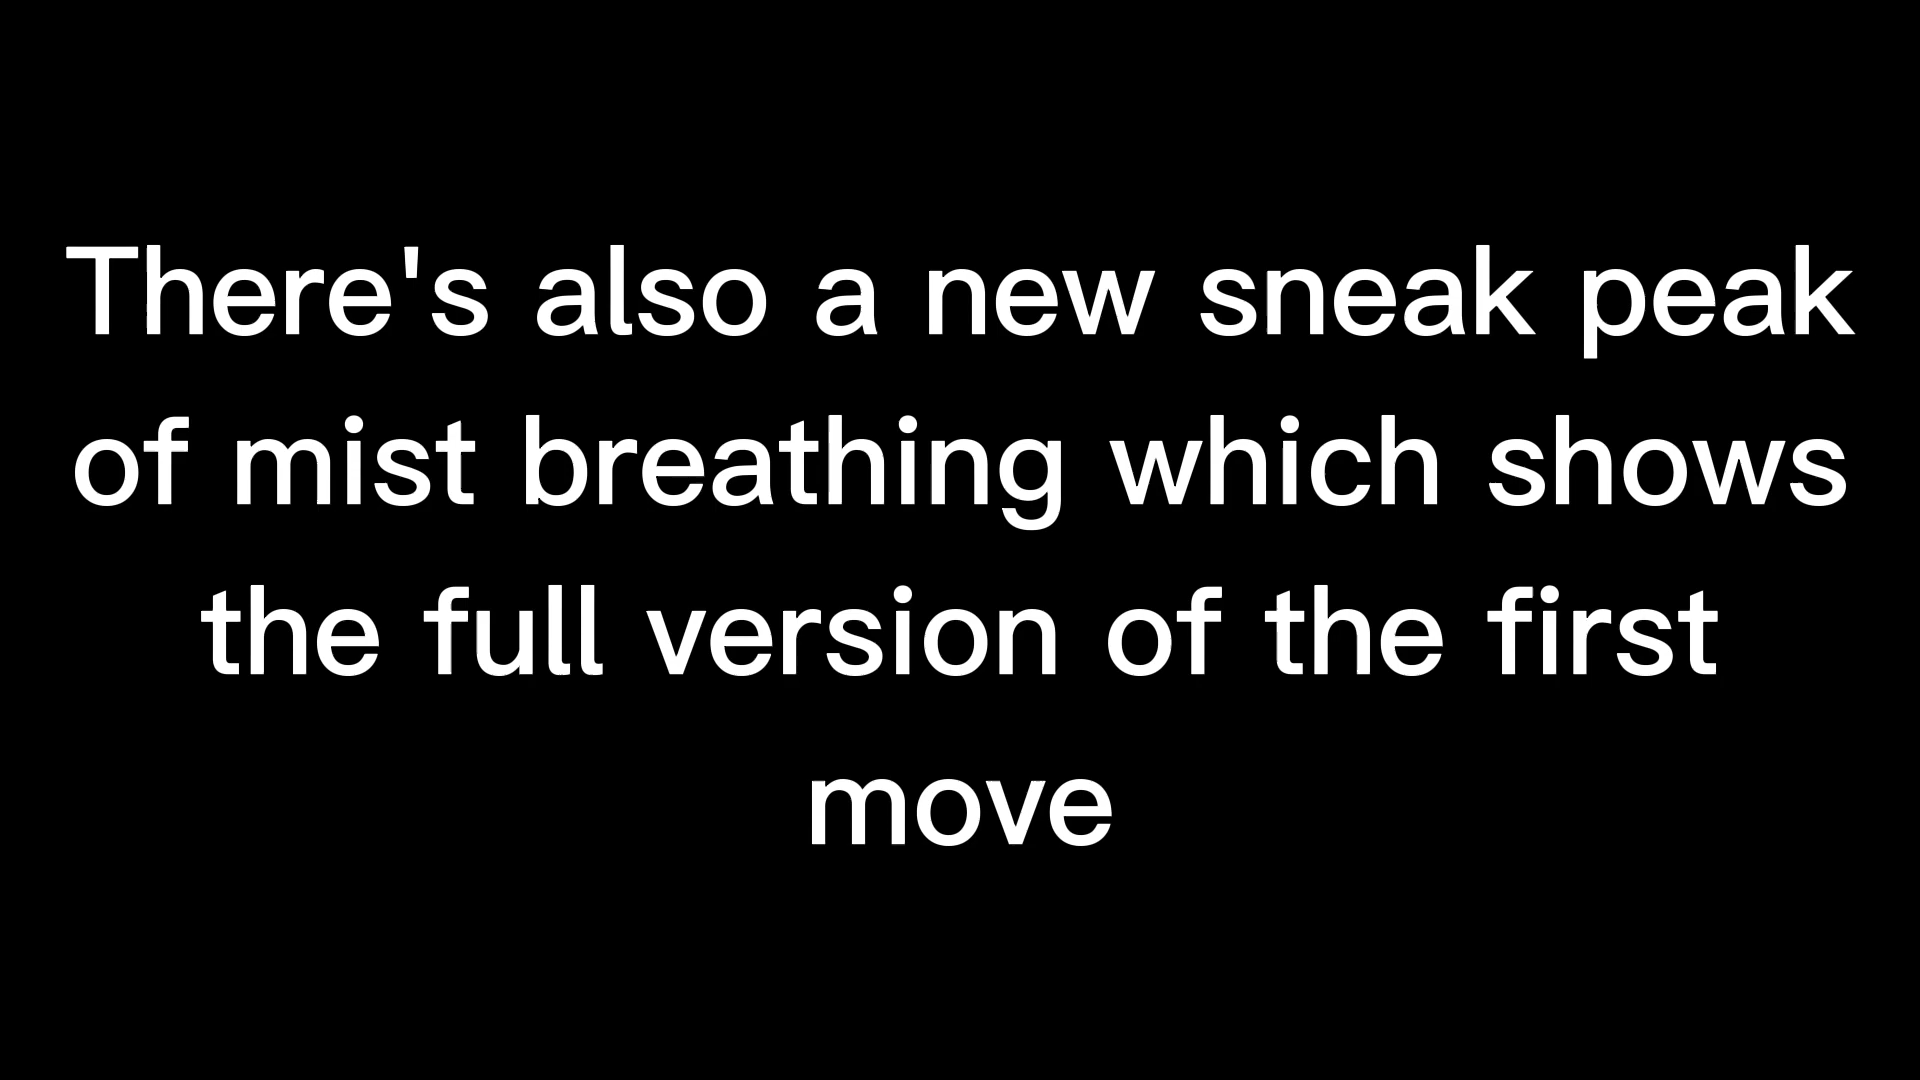 There's also a new sneak peak
of mist breathing which shows
the full version of the first
move